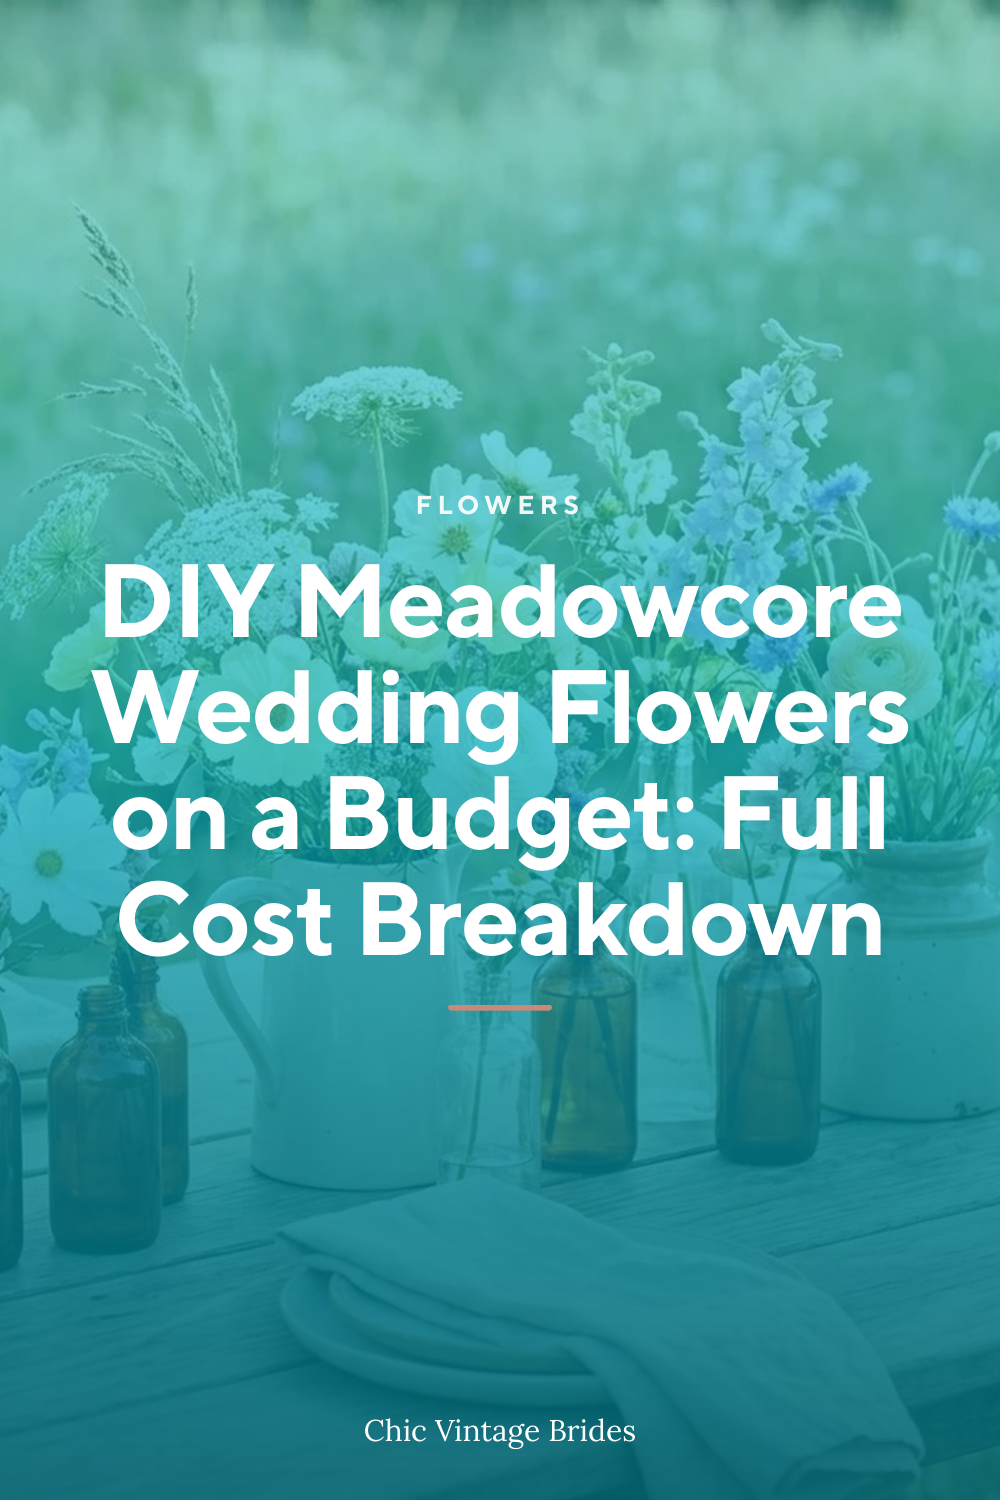 FLOWERS
DIY Meadowcore
Wedding Flowers
on a Budget: Full
Cost Breakdown
Chic Vintage Brides